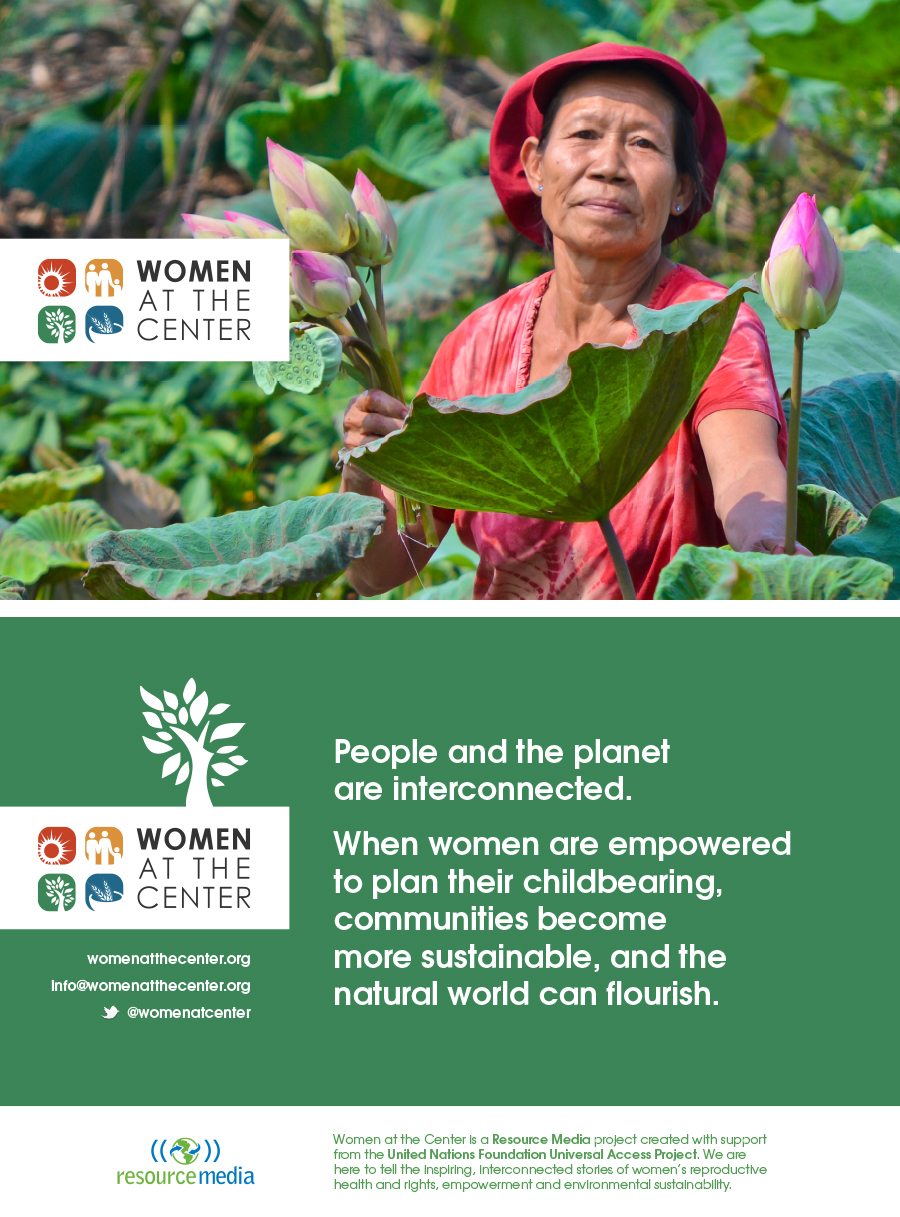 WOMEN
AT THE
CENTER
People and the planet
are interconnected.
When women are empowered
to plan their childbearing,
communities become
more sustainable, and the
natural world can flourish.
WOMEN
AT THE
CENTER
womenatthecenter.org
info@womenatthecenter.org
@womenatcenter
resourcemedia
Women at the Center is a Resource Media project created with support
from the United Nations Foundation Universal Access Project. We are
here to tell the inspiring, interconnected stories of women's reproductive
health and rights, empowerment and environmental sustainability.